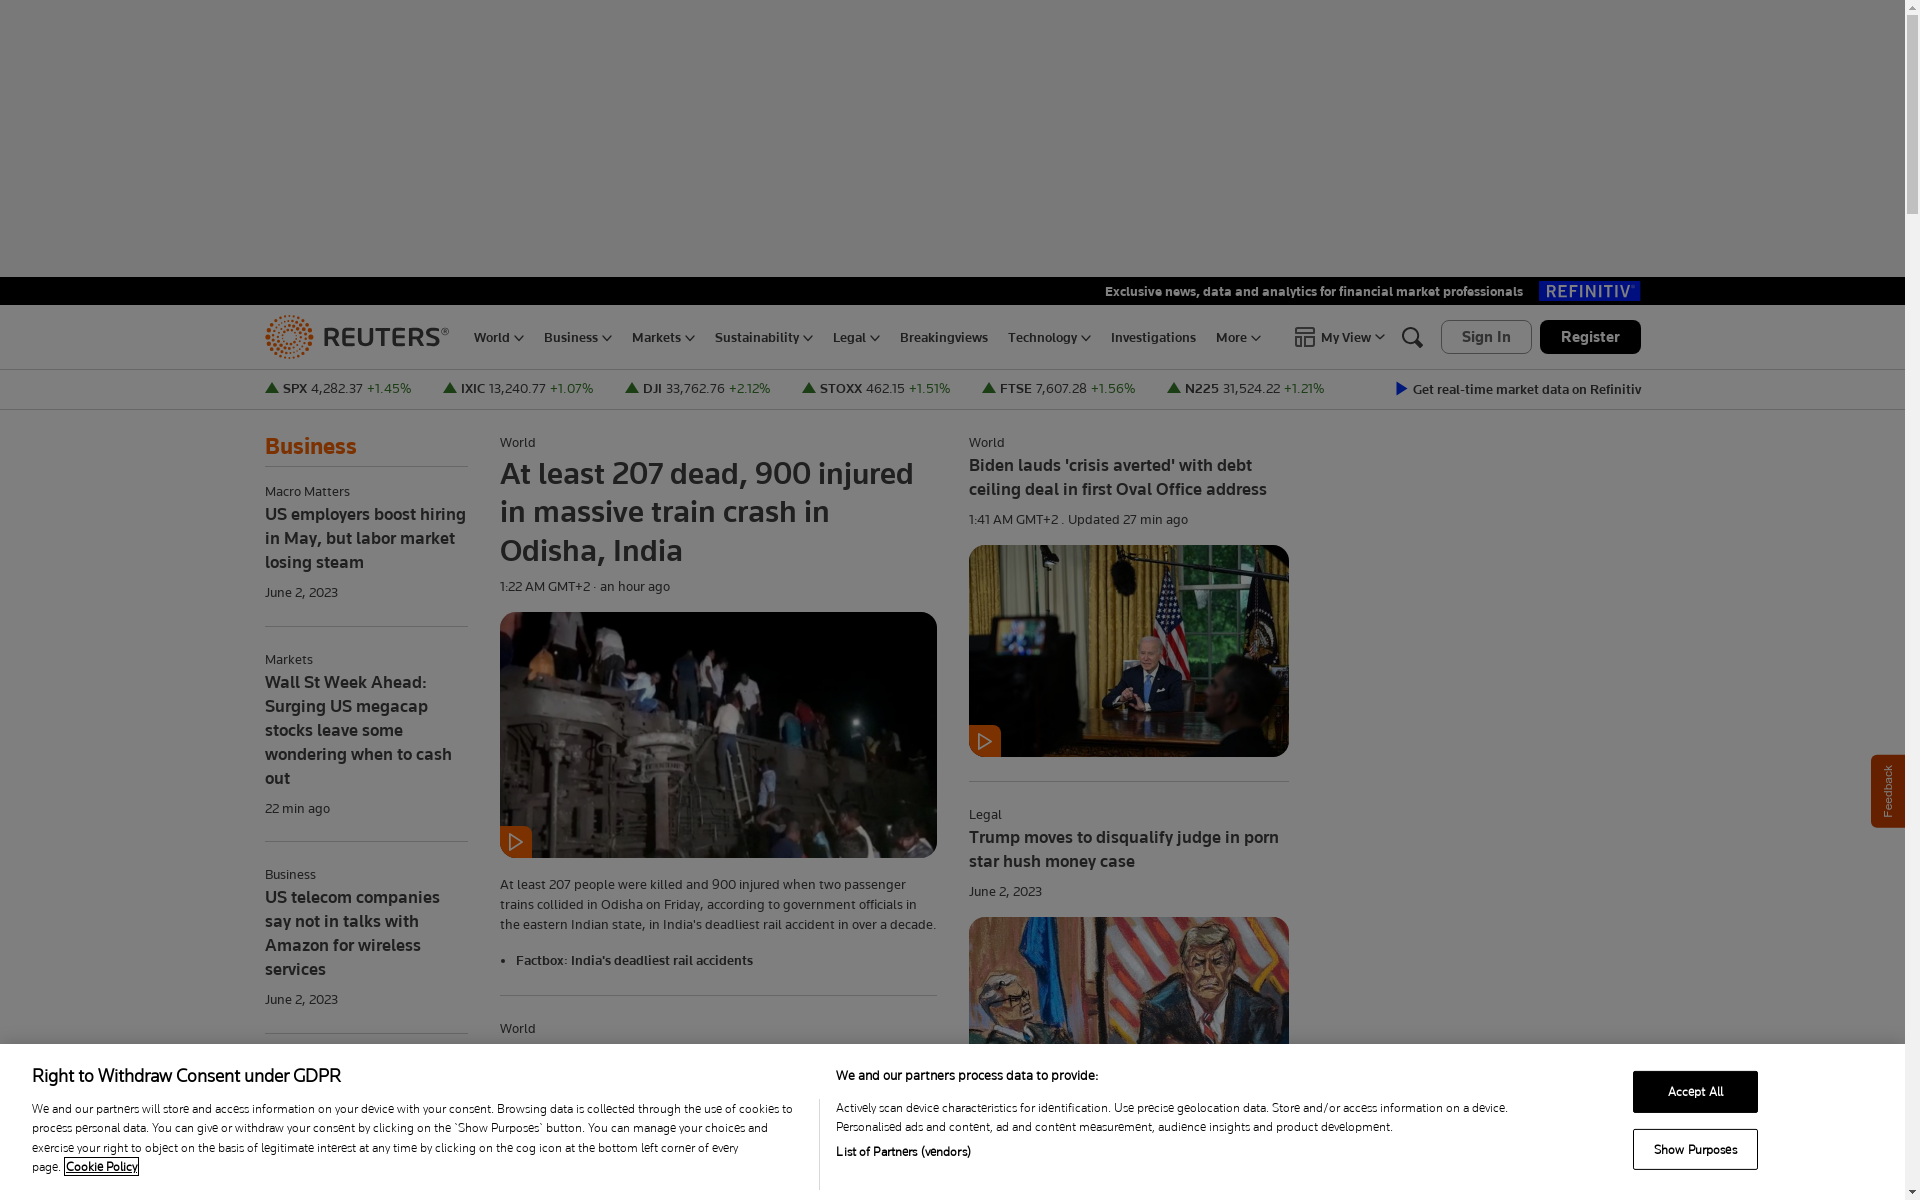 Exclusive news, data and analytics for financial market professionals
REFINITIV
REUTERS®
World
Business
Markets
Sustainability
Legal
Breakingviews
Technology
Investigations
More
My View
Sign In
Register
SPX 4,282.37 +1.45%
IXIC 13,240.77 +1.07%
DJI 33,762.76 +2.12%
STOXX 462.15 +1.51%
FTSE 7,607.28 +1.56%
N225 31,524.22 +1.21%
Get real-time market data on Refinitiv
Business
Macro Matters
US employers boost hiring
in May, but labor market
losing steam
June 2, 2023
Markets
Wall St Week Ahead:
Surging US megacap
stocks leave some
wondering when to cash
out
22 min ago
Business
US telecom companies
say not in talks with
Amazon for wireless
services
June 2, 2023
World
At least 207 dead, 900 injured
in massive train crash in
Odisha, India
1:22 AM GMT+2 · an hour ago
At least 207 people were killed and 900 injured when two passenger
trains collided in Odisha on Friday, according to government officials in
the eastern Indian state, in India's deadliest rail accident in over a decade.
• Factbox: India's deadliest rail accidents
World
World
Biden lauds 'crisis averted' with debt
ceiling deal in first Oval Office address
1:41 AM GMT+2 . Updated 27 min ago
Legal
Trump moves to disqualify judge in porn
star hush money case
June 2, 2023
Feedback
Right to Withdraw Consent under GDPR
We and our partners will store and access information on your device with your consent. Browsing data is collected through the use of cookies to
process personal data. You can give or withdraw your consent by clicking on the `Show Purposes` button. You can manage your choices and
exercise your right to object on the basis of legitimate interest at any time by clicking on the cog icon at the bottom left corner of every
page. Cookie Policy
We and our partners process data to provide:
Actively scan device characteristics for identification. Use precise geolocation data. Store and/or access information on a device.
Personalised ads and content, ad and content measurement, audience insights and product development.
List of Partners (vendors)
Accept All
Show Purposes